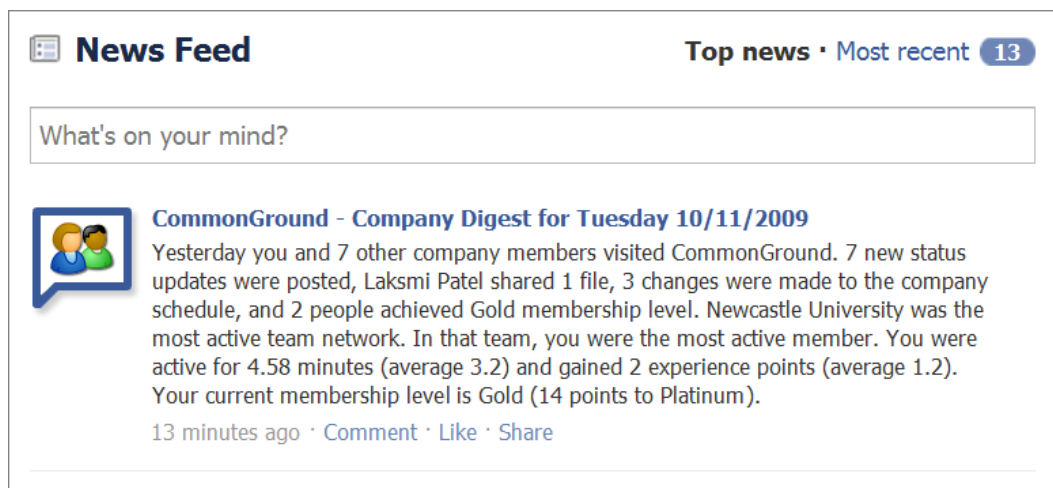 News Feed
Top news · Most recent 13
What's on your mind?
CommonGround - Company Digest for Tuesday 10/11/2009
Yesterday you and 7 other company members visited CommonGround. 7 new status
updates were posted, Laksmi Patel shared 1 file, 3 changes were made to the company
schedule, and 2 people achieved Gold membership level. Newcastle University was the
most active team network. In that team, you were the most active member. You were
active for 4.58 minutes (average 3.2) and gained 2 experience points (average 1.2).
Your current membership level is Gold (14 points to Platinum).
13 minutes ago · Comment · Like · Share